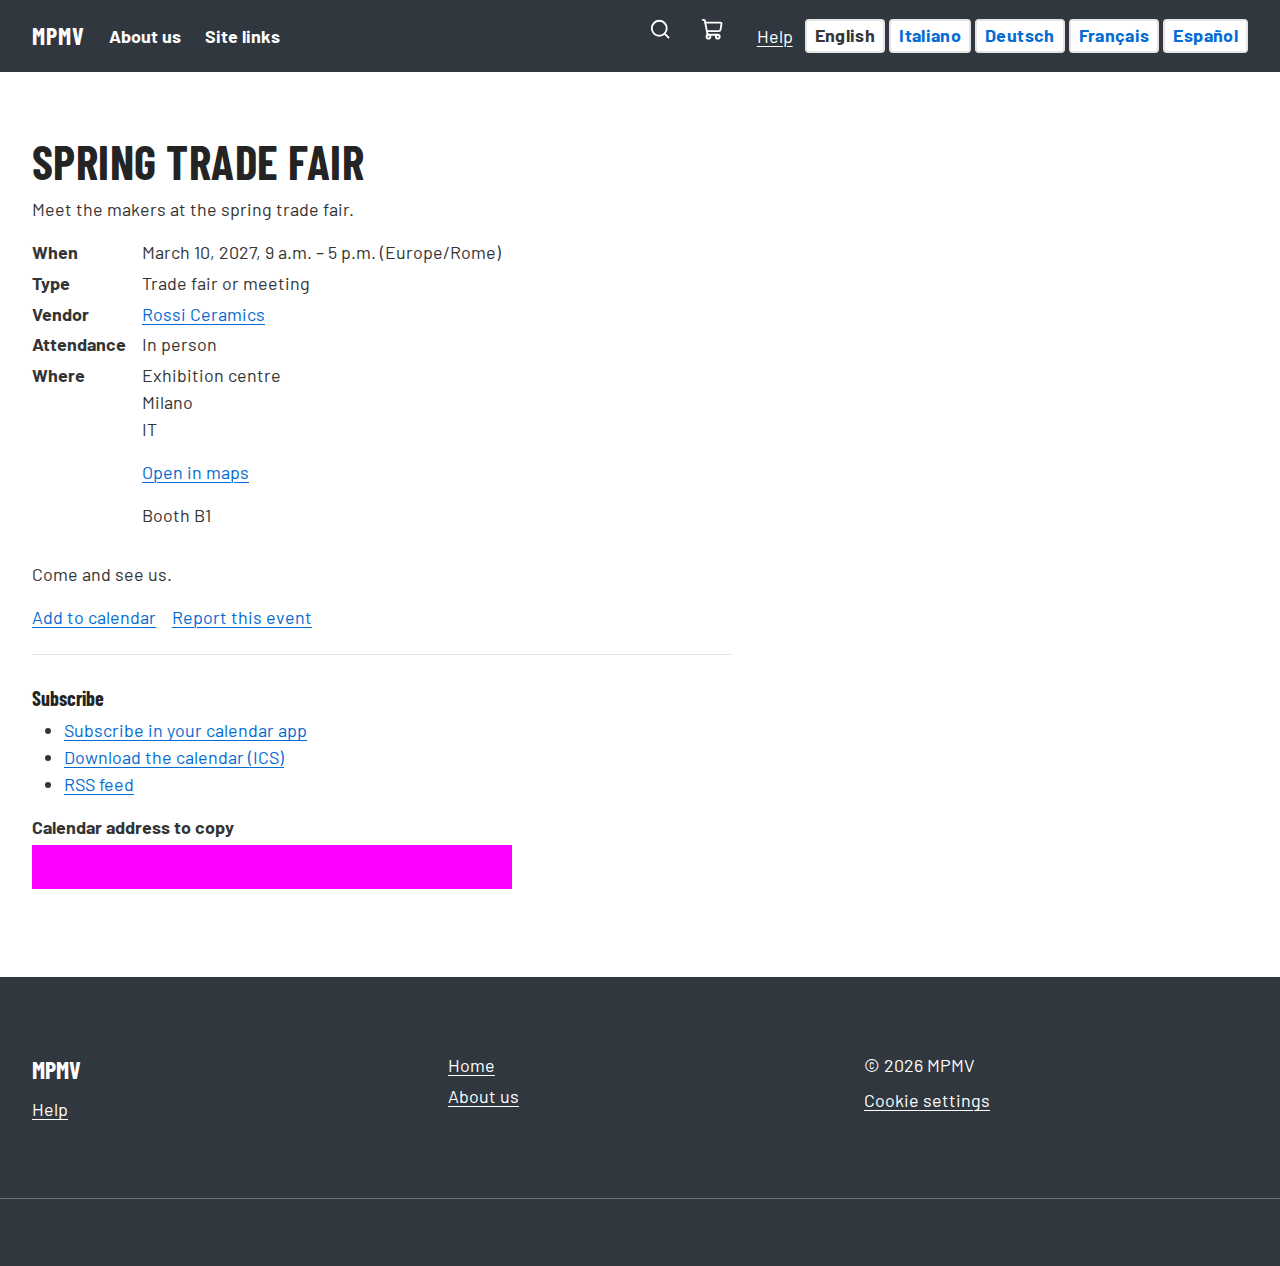 MPMV About us Site links Help English Italiano Deutsch Français Español
SPRING TRADE FAIR
Meet the makers at the spring trade fair.
When March 10, 2027, 9 a.m. – 5 p.m. (Europe/Rome)
Type Trade fair or meeting
Vendor Rossi Ceramics
Attendance In person
Where Exhibition centre
Milano
IT
Open in maps
Booth B1
Come and see us.
Add to calendar Report this event
Subscribe
Subscribe in your calendar app
Download the calendar (ICS)
RSS feed
Calendar address to copy
MPMV
Help
Home
About us
© 2026 MPMV
Cookie settings